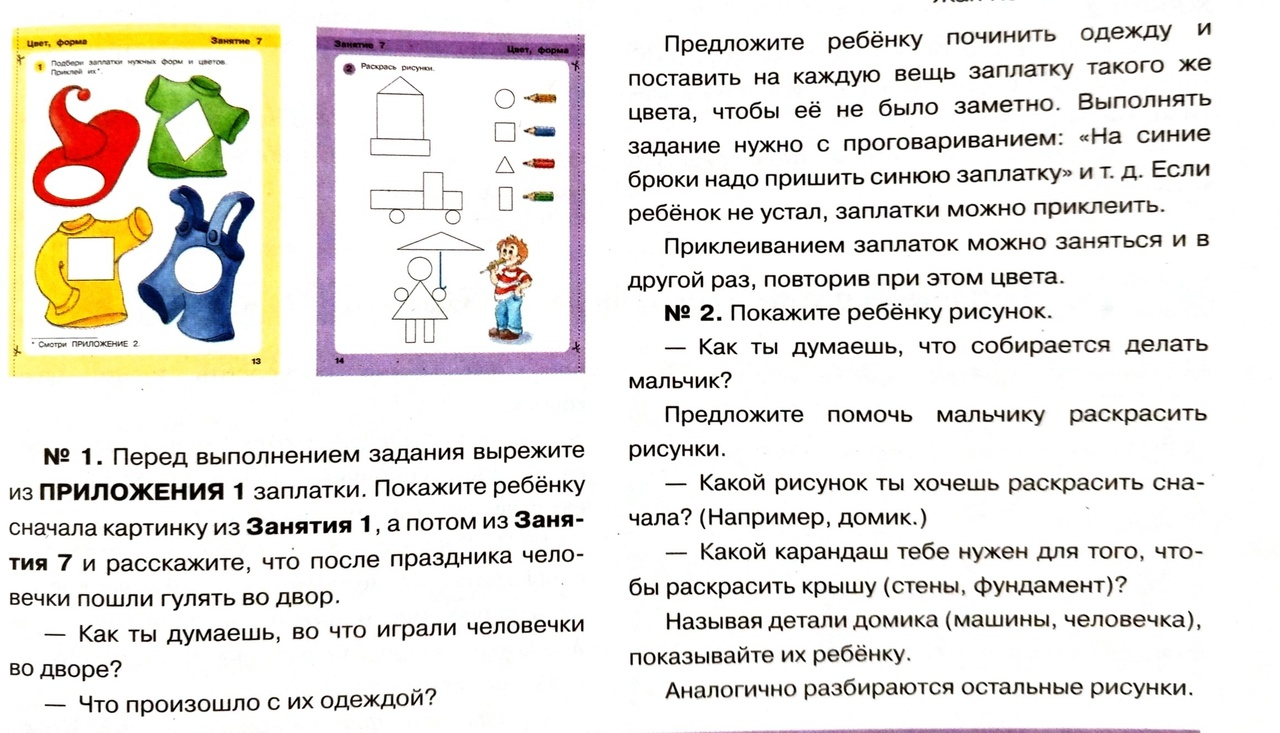 Цвет, форма Занятие 7
1 Подбери заплатки нужных форм и цветов.
Приклей их*.
* Смотри ПРИЛОЖЕНИЕ 2.
13
Занятие 7 Цвет, форма
2 Раскрась рисунки.
14
№ 1. Перед выполнением задания вырежите
из ПРИЛОЖЕНИЯ 1 заплатки. Покажите ребёнку
сначала картинку из Занятия 1, а потом из Заня-
тия 7 и расскажите, что после праздника чело-
вечки пошли гулять во двор.
— Как ты думаешь, во что играли человечки
во дворе?
— Что произошло с их одеждой?
Предложите ребёнку починить одежду и
поставить на каждую вещь заплатку такого же
цвета, чтобы её не было заметно. Выполнять
задание нужно с проговариванием: «На синие
брюки надо пришить синюю заплатку» и т. д. Если
ребёнок не устал, заплатки можно приклеить.
Приклеиванием заплаток можно заняться и в
другой раз, повторив при этом цвета.
№ 2. Покажите ребёнку рисунок.
— Как ты думаешь, что собирается делать
мальчик?
Предложите помочь мальчику раскрасить
рисунки.
— Какой рисунок ты хочешь раскрасить сна-
чала? (Например, домик.)
— Какой карандаш тебе нужен для того, что-
бы раскрасить крышу (стены, фундамент)?
Называя детали домика (машины, человечка),
показывайте их ребёнку.
Аналогично разбираются остальные рисунки.